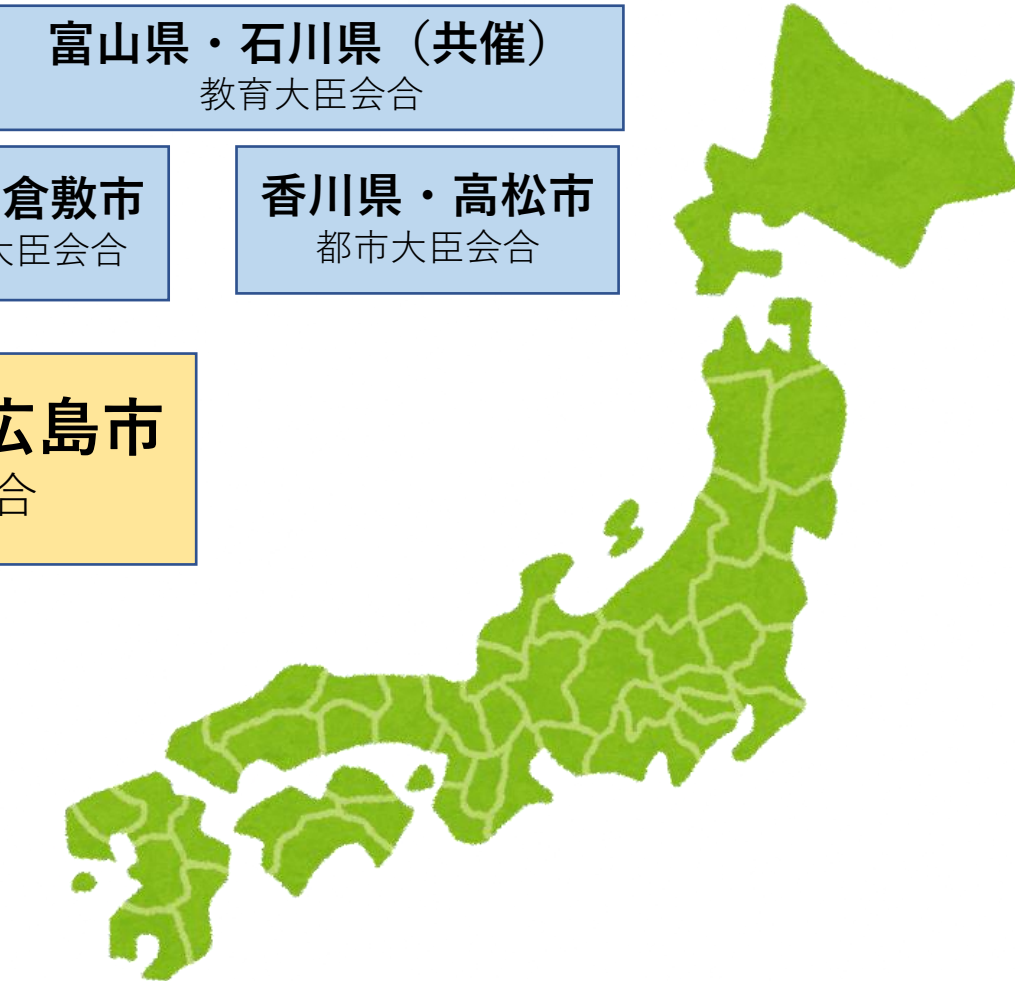 富山県・石川県（共催）
教育大臣会合
倉敷市
大臣会合
香川県・高松市
都市大臣会合
広島市
合